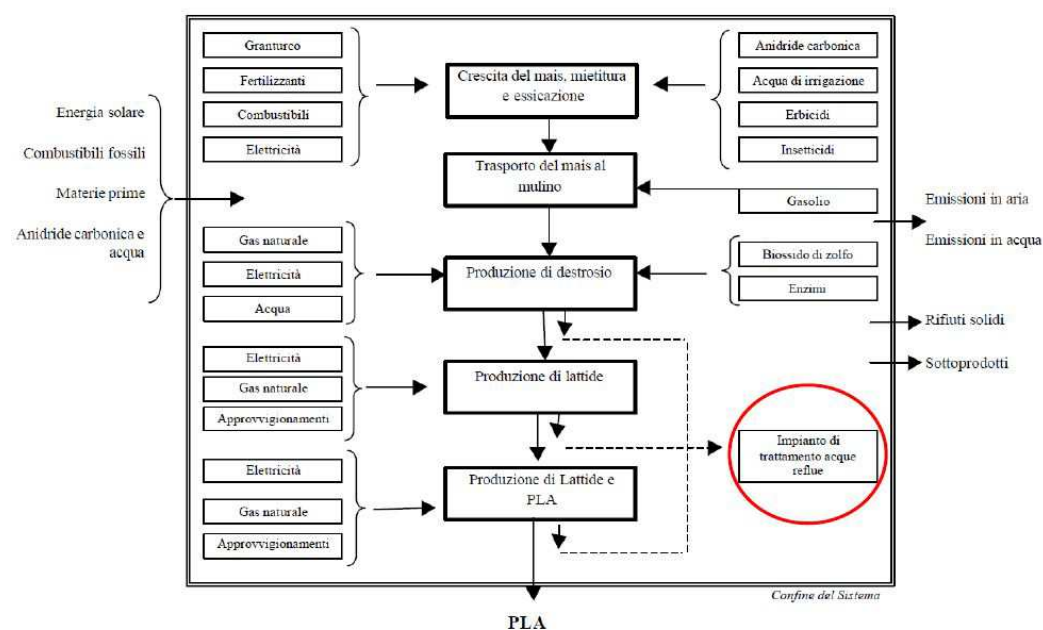 Energia solare
Combustibili fossili
Materie prime
Anidride carbonica e
acqua
Granturco
Fertilizzanti
Combustibili
Elettricità
Crescita del mais, mietitura
e essicazione
Anidride carbonica
Acqua di irrigazione
Erbicidi
Insetticidi
Trasporto del mais al
mulino
Gasolio
Gas naturale
Elettricità
Acqua
Produzione di destrosio
Biossido di zolfo
Enzimi
Elettricità
Gas naturale
Approvvigionamenti
Produzione di lattide
Impianto di
trattamento acque
reflue
Elettricità
Gas naturale
Approvvigionamenti
Produzione di Lattide e
PLA
Emissioni in aria
Emissioni in acqua
Rifiuti solidi
Sottoprodotti
Confine del Sistema
PLA